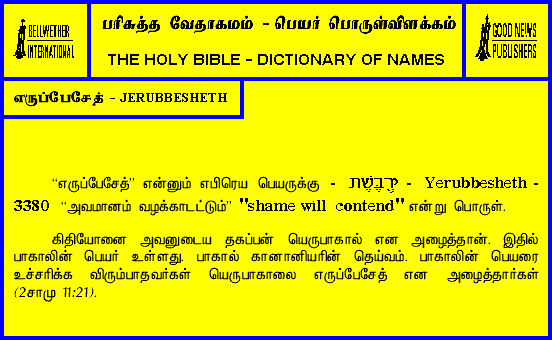 BELLWETHER
INTERNATIONAL
பரிசுத்த வேதாகமம் - பெயர் பொருள்விளக்கம்
THE HOLY BIBLE - DICTIONARY OF NAMES
GOOD NEWS
PUBLISHERS
எருப்பேசேத் - JERUBBESHETH
“எருப்பேசேத்” என்னும் எபிரெய பெயருக்கு - יְרֻבֶּשֶׁת - Yerubbesheth -
3380 “அவமானம் வழக்காடட்டும்” "shame will contend" என்று பொருள்.
கிதியோனை அவனுடைய தகப்பன் யெருபாகால் என அழைத்தான். இதில்
பாகாலின் பெயர் உள்ளது. பாகால் கானானியரின் தெய்வம். பாகாலின் பெயரை
உச்சரிக்க விரும்பாதவர்கள் யெருபாகாலை எருப்பேசேத் என அழைத்தார்கள்
(2சாமு 11:21).